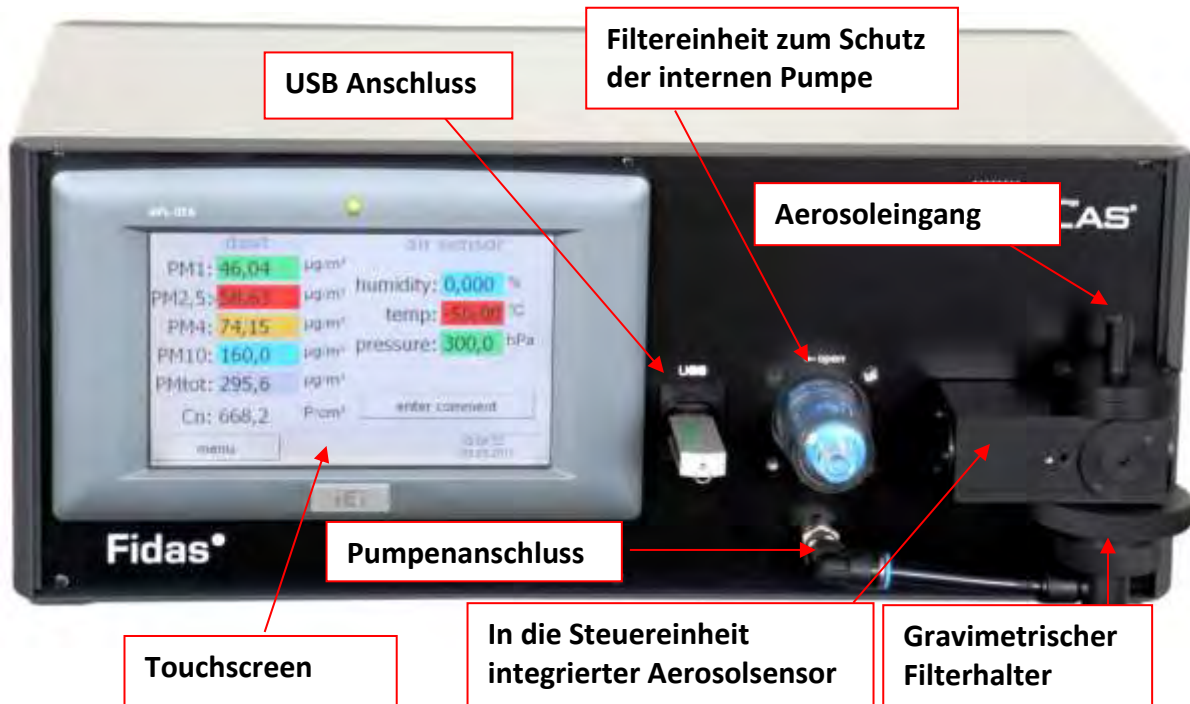 Filtereinheit zum Schutz
der internen Pumpe
USB Anschluss
Aerosoleingang
CAS
dust
air sensor
PM1: 46,04 µg/m³
humidity: 0,000 %
PM2,5: 58,63 µg/m³
temp: -50,00 °C
PM4: 74,15 µg/m³
pressure: 300,0 hPa
PM10: 160,0 µg/m³
PMtot: 295,6 µg/m³
Cn: 668,2 P/cm³
enter comment
menu
USB
open
iEi
Fidas
Pumpenanschluss
Touchscreen
In die Steuereinheit
integrierter Aerosolsensor
Gravimetrischer
Filterhalter